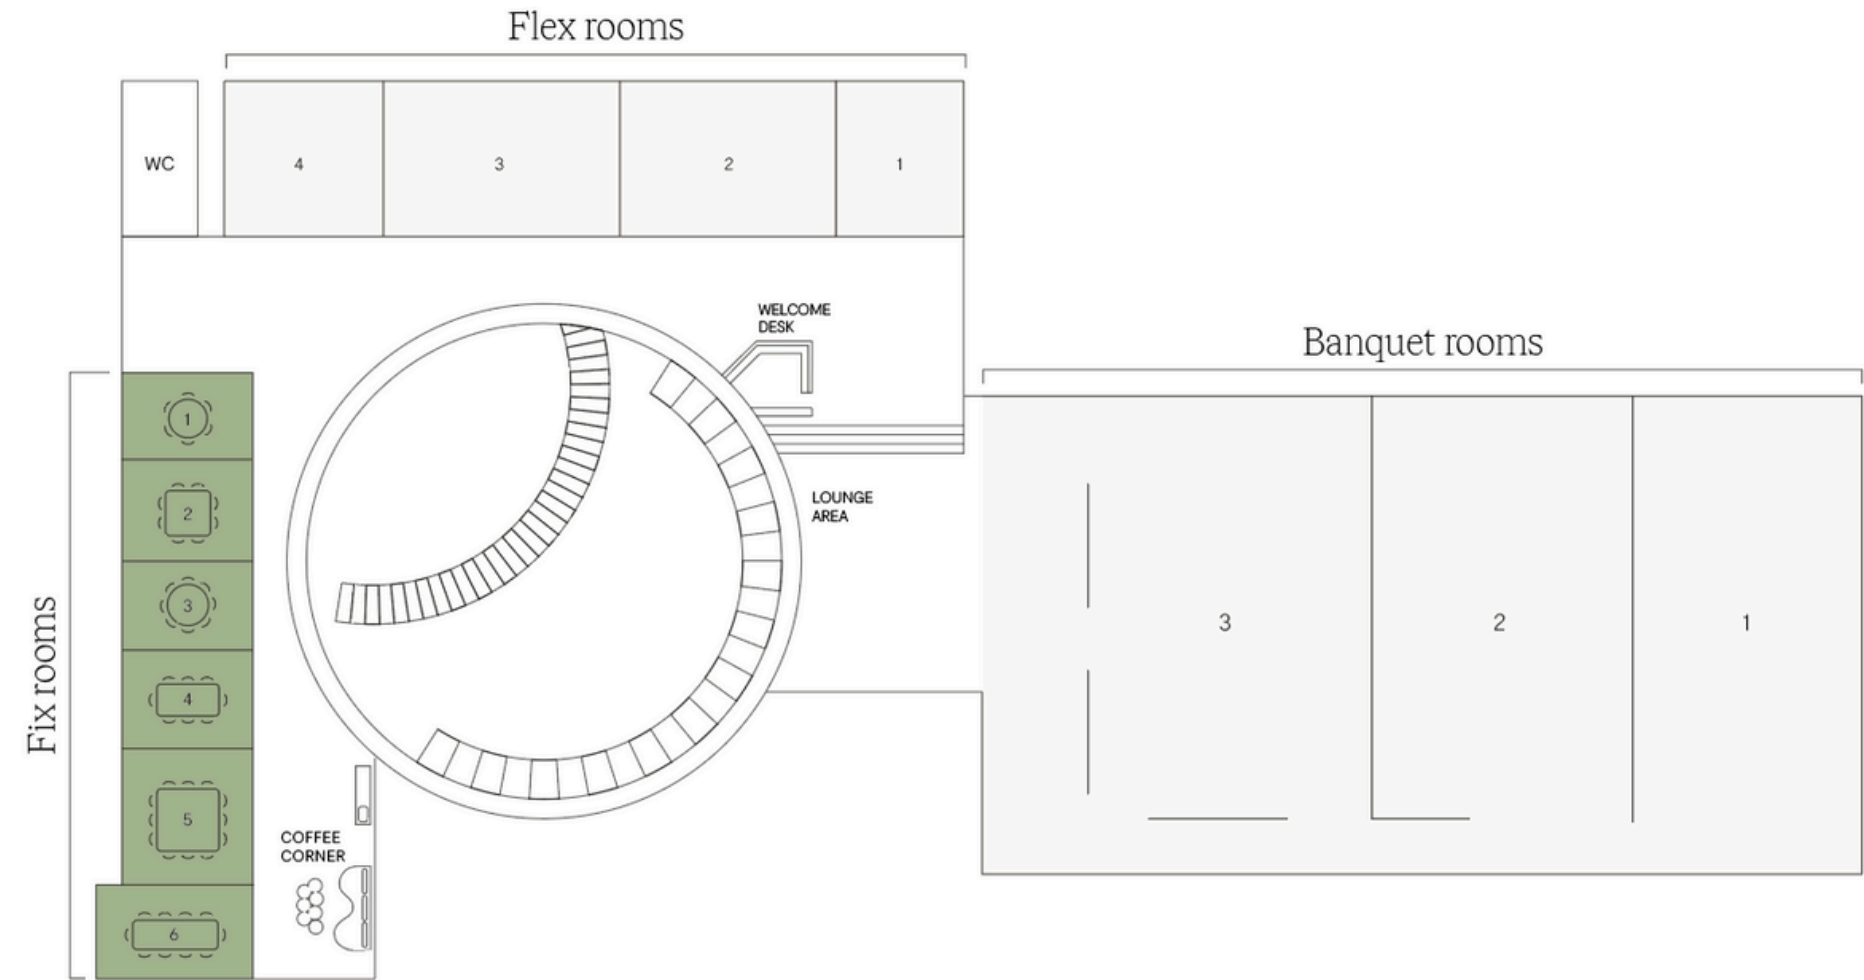 Flex rooms
WC
4
3
2
1
WELCOME
DESK
Banquet rooms
LOUNGE
AREA
3
2
1
Fix rooms
1
2
3
4
5
6
COFFEE
CORNER